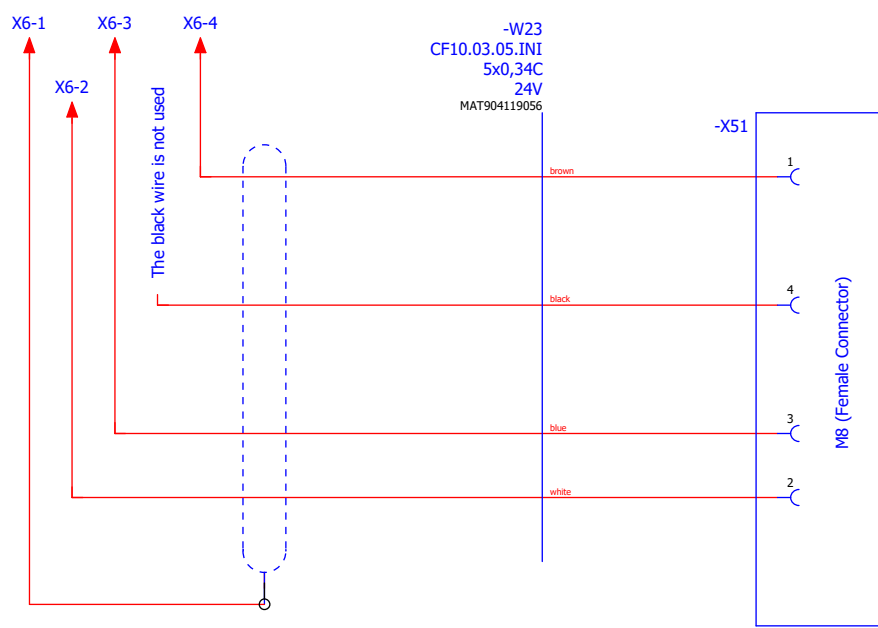 X6-1
X6-3
X6-4
X6-2
-W23
CF10.03.05.INI
5x0,34C
24V
MAT904119056
The black wire is not used
-X51
brown
1
black
4
blue
3
white
2
M8 (Female Connector)